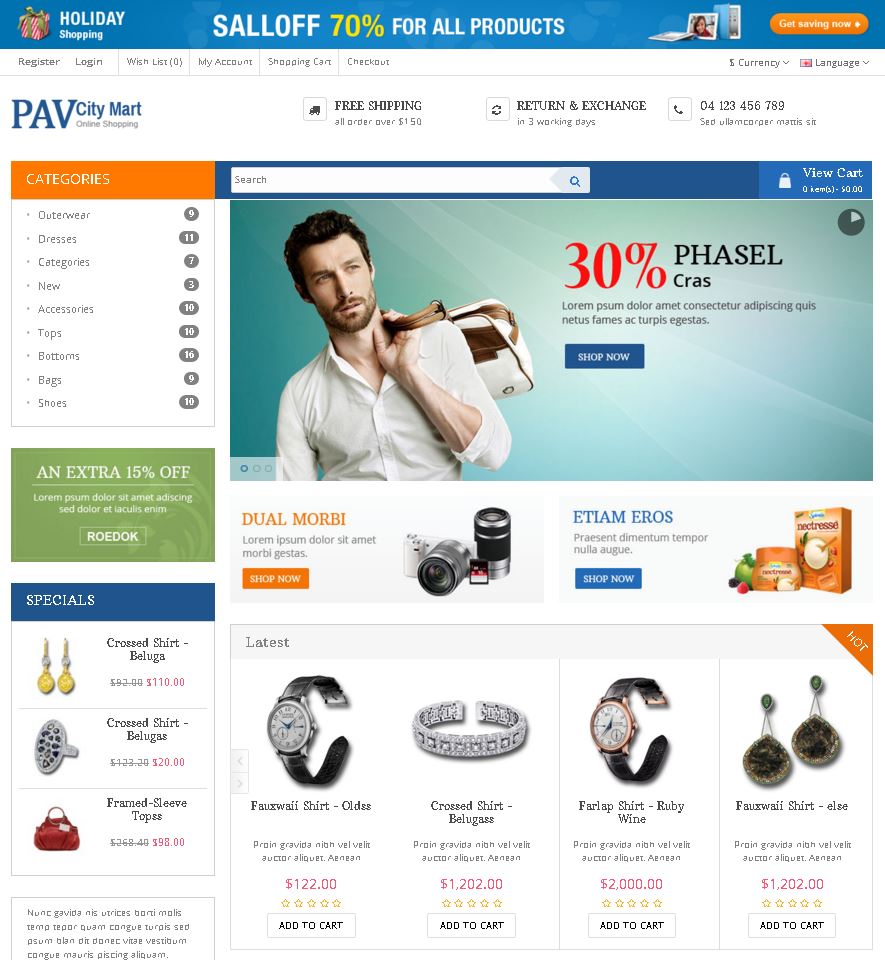 HOLIDAY
Shopping
SALLOFF 70% FOR ALL PRODUCTS
Get saving now
Register Login Wish List (0) My Account Shopping Cart Checkout
$ Currency Language
PAV City Mart
Online Shopping
FREE SHIPPING
all order over $150
RETURN & EXCHANGE
in 3 working days
04 123 456 789
Sed ullamcorper mattis sit
CATEGORIES
Search
View Cart
0 item(s) - $0.00
Outerwear 9
Dresses 11
Categories 7
New 3
Accessories 10
Tops 10
Bottoms 16
Bags 9
Shoes 10
30% PHASEL
Cras
Lorem psum dolor amet consectetur adipiscing quis
netus fames ac turpis egestas.
SHOP NOW
AN EXTRA 15% OFF
Lorem psum dolor sit amet adiscing
sed dolor et iaculis enim
ROEDOK
DUAL MORBI
Lorem ipsum dolor sit amet
morbi gestas.
SHOP NOW
ETIAM EROS
Praesent dimentum tempor
nulla augue.
SHOP NOW
nectresse
nectresse
SPECIALS
Crossed Shirt -
Beluga
$92.00 $110.00
Crossed Shirt -
Belugas
$123.20 $20.00
Framed-Sleeve
Topss
$268.40 $98.00
Latest
HOT
Fauxwaii Shirt - Oldss
Proin gravida nibh vel velit
auctor aliquet. Aenean
$122.00
ADD TO CART
Crossed Shirt -
Belugass
Proin gravida nibh vel velit
auctor aliquet. Aenean
$1,202.00
ADD TO CART
Farlap Shirt - Ruby
Wine
Proin gravida nibh vel velit
auctor aliquet. Aenean
$2,000.00
ADD TO CART
Fauxwaii Shirt - else
Proin gravida nibh vel velit
auctor aliquet. Aenean
$1,202.00
ADD TO CART
Nunc gavida nis utrices borti molis
temp tepor quam congue turpis sed
psum blan dit donec vitae vestibum
congue mauris piscing aliquam.